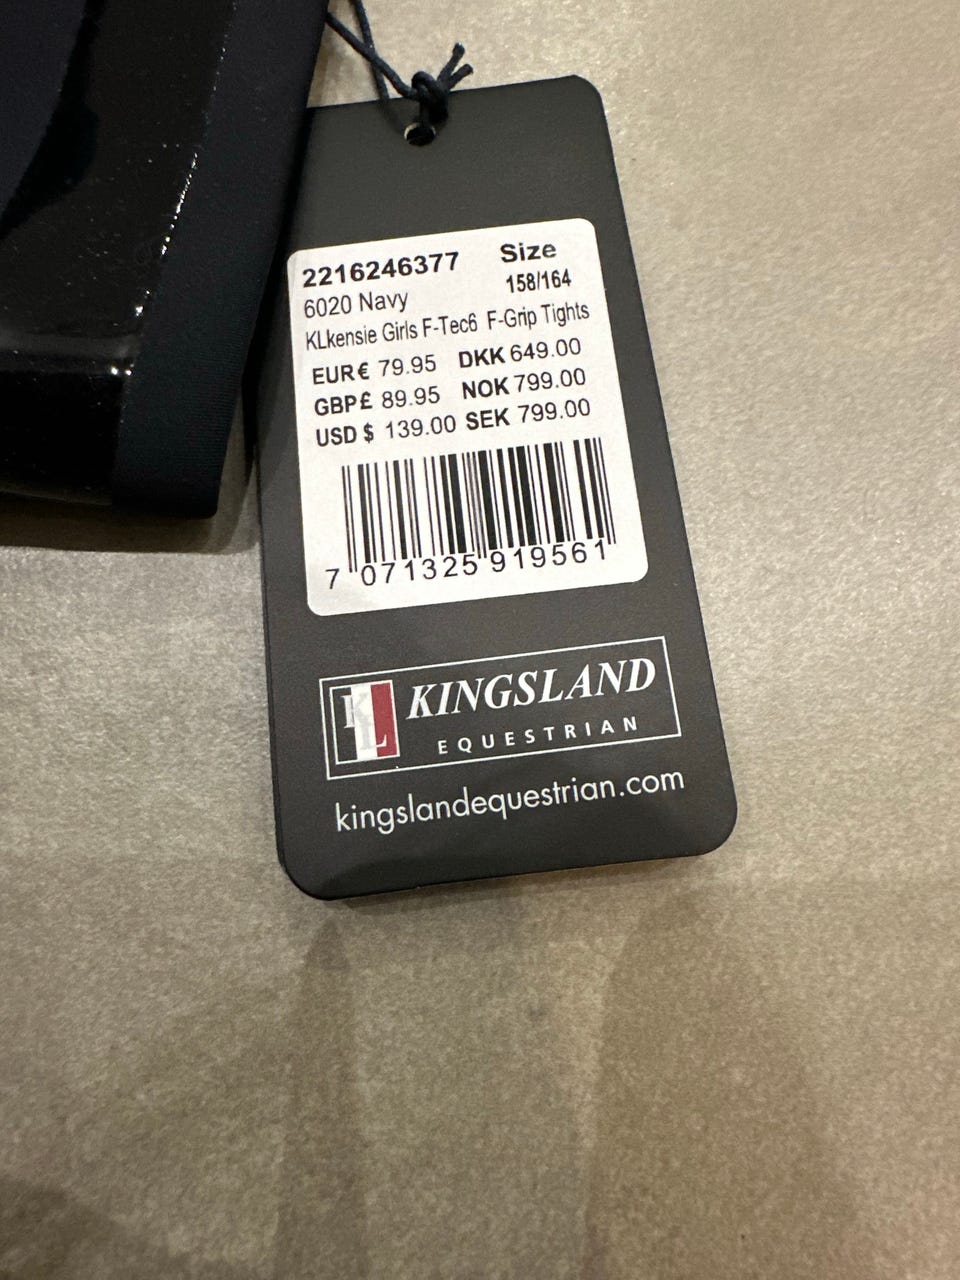 2216246377 Size
6020 Navy 158/164
KLkensie Girls F-Tec6 F-Grip Tights
EUR€ 79.95 DKK 649.00
GBP£ 89.95 NOK 799.00
USD $ 139.00 SEK 799.00
7 071325 919561
KL KINGSLAND
EQUESTRIAN
kingslandequestrian.com